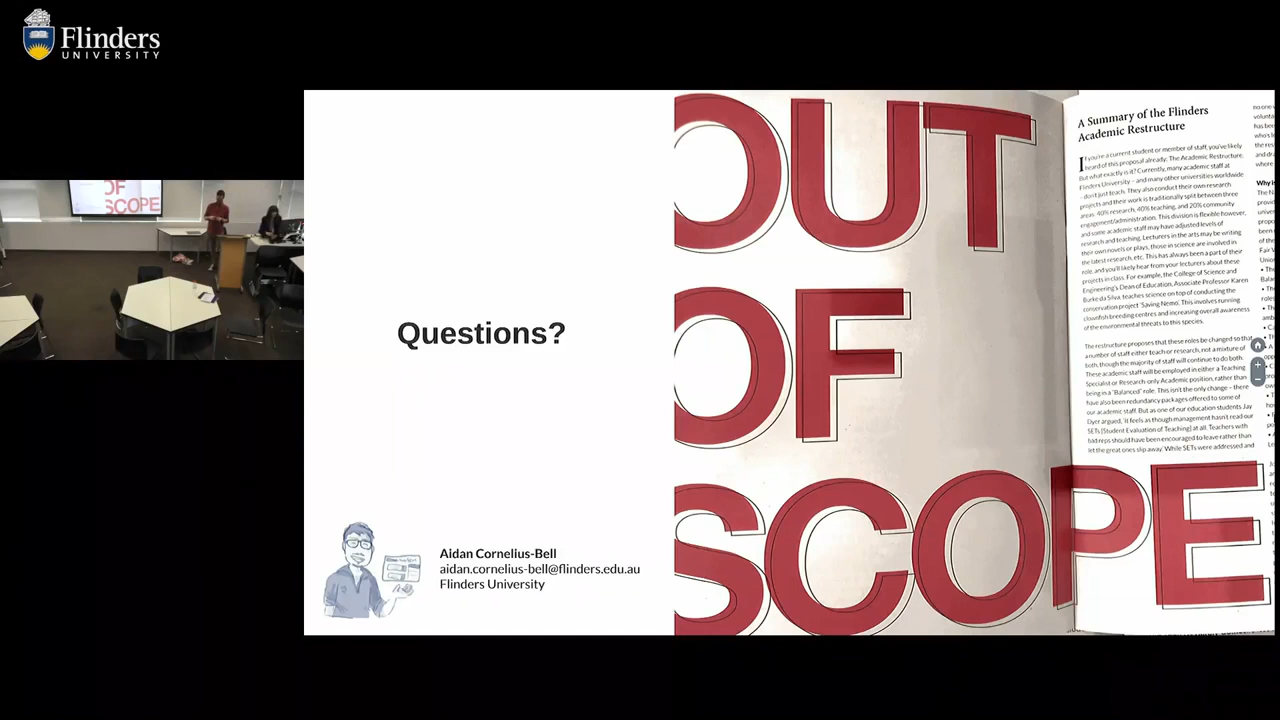 Flinders
UNIVERSITY
OF
SCOPE
Questions?
Aidan Cornelius-Bell
aidan.cornelius-bell@flinders.edu.au
Flinders University
OUT
OF
SCOPE
A Summary of the Flinders
Academic Restructure
If you're a current student or member of staff, you've likely
heard of this proposal already: The Academic Restructure.
But what exactly is it? Currently, many academic staff at
Flinders University – and many other universities worldwide
– don't just teach. They also conduct their own research
projects and their work is traditionally split between three
areas: 40% research, 40% teaching, and 20% community
engagement/administration. This division is flexible however,
and some academic staff may have adjusted levels of
research and teaching. Lecturers in the arts may be writing
their own novels or plays, those in science are involved in
the latest research, etc. This has always been a part of their
role, and you'll likely hear from your lecturers about these
projects in class. For example, the College of Science and
Engineering's Dean of Education, Associate Professor Karen
Burke da Silva, teaches science on top of conducting the
conservation project 'Saving Nemo'. This involves running
clownfish breeding centres and increasing overall awareness
of the environmental threats to this species.
The restructure proposes that these roles be changed so that
a number of staff either teach or research, not a mixture of
both, though the majority of staff will continue to do both.
These academic staff will be employed in either a Teaching
Specialist or Research-only Academic position, rather than
being in a "Balanced" role. This isn't the only change – there
have also been redundancy packages offered to some of
our academic staff. But as one of our education students Jay
Dyer argued, 'it feels as though management hasn't read our
SETs [Student Evaluation of Teaching] at all. Teachers with
bad reps should have been encouraged to leave rather than
let the great ones slip away.' While SETs were addressed and